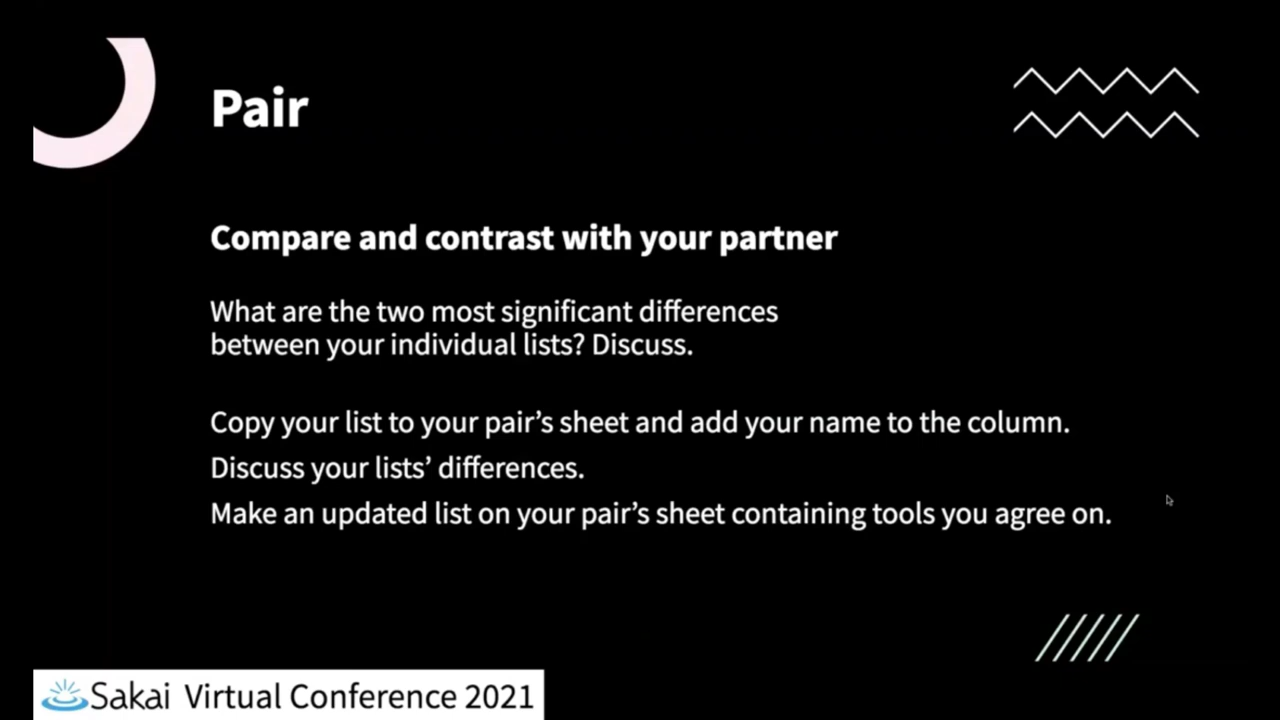 Pair
Compare and contrast with your partner
What are the two most significant differences
between your individual lists? Discuss.
Copy your list to your pair’s sheet and add your name to the column.
Discuss your lists’ differences.
Make an updated list on your pair’s sheet containing tools you agree on.
Sakai Virtual Conference 2021